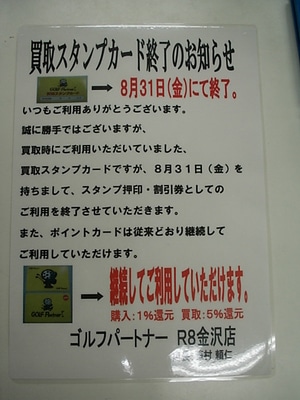 買取スタンプカード終了のお知らせ
8月31日(金)にて終了。
いつもご利用ありがとうございます。
誠に勝手ではございますが、
買取時にご利用いただいていました、
買取スタンプカードですが、8月31日(金)を
持ちまして、スタンプ押印・割引券としての
ご利用を終了させていただきます。
また、ポイントカードは従来どおり継続して
ご利用していただけます。
継続してご利用していただけます。
購入:1%還元 買取:5%還元
ゴルフパートナー R8金沢店
村 頼仁